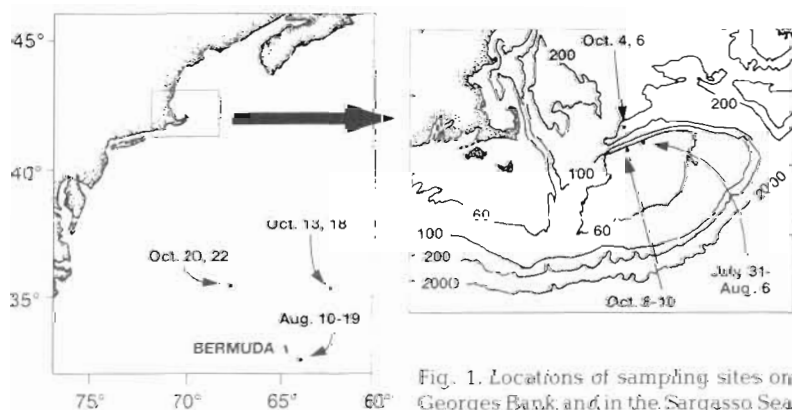 45°
40°
35°
75°
70°
65°
60°
Oct. 13, 18
Oct. 20, 22
Aug. 10-19
BERMUDA
Oct. 4, 6
200
200
100
60
60
100
200
2000
2000
July 31-
Aug. 6
Oct. 8-10
Fig. 1. Locations of sampling sites on
Georges Bank and in the Sargasso Sea